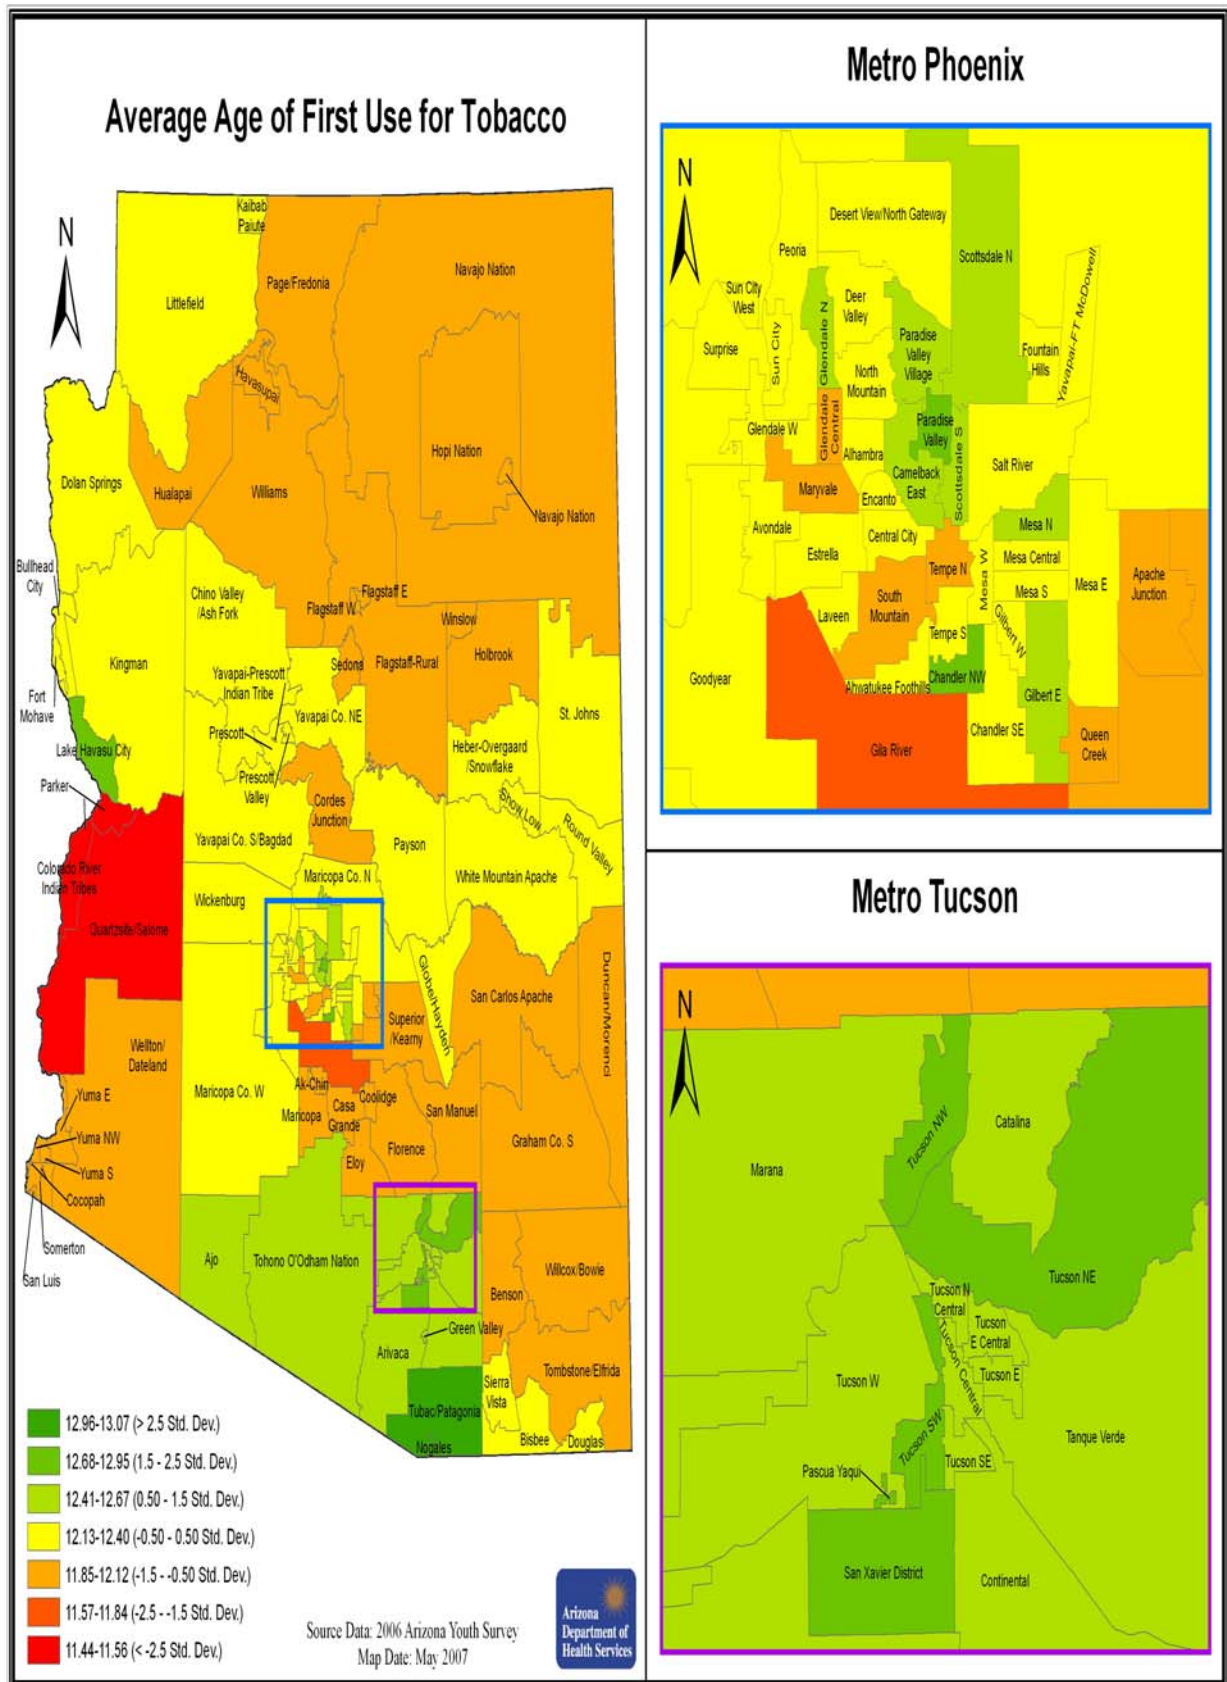 Average Age of First Use for Tobacco
N
Kaibab
Paiute
Page/Fredonia
Navajo Nation
Littlefield
Havasupai
Hopi Nation
Dolan Springs
Hualapai
Williams
Navajo Nation
Bullhead
City
Chino Valley
/Ash Fork
Flagstaff E
Flagstaff W
Winslow
Kingman
Yavapai-Prescott
Indian Tribe
Sedona
Flagstaff-Rural
Holbrook
Fort
Mohave
Yavapai Co. NE
St. Johns
Prescott
Lake Havasu City
Heber-Overgaard
/Snowflake
Parker
Prescott
Valley
Cordes
Junction
Show Low
Round Valley
Yavapai Co. S/Bagdad
Payson
Colorado River
Indian Tribes
Maricopa Co. N
White Mountain Apache
Wickenburg
Quartzsite/Salome
Globe/Hayden
San Carlos Apache
Duncan/Morenci
Superior
/Kearny
Wellton/
Dateland
Maricopa Co. W
Ak-Chin
Yuma E
Maricopa
Casa
Grande
Coolidge
San Manuel
Yuma NW
Florence
Graham Co. S
Yuma S
Eloy
Cocopah
Somerton
San Luis
Ajo
Tohono O'Odham Nation
Willcox/Bowie
Benson
Green Valley
Arivaca
Tombstone/Elfrida
Sierra
Vista
Tubac/Patagonia
Nogales
Bisbee
Douglas
12.96-13.07 (> 2.5 Std. Dev.)
12.68-12.95 (1.5 - 2.5 Std. Dev.)
12.41-12.67 (0.50 - 1.5 Std. Dev.)
12.13-12.40 (-0.50 - 0.50 Std. Dev.)
11.85-12.12 (-1.5 - -0.50 Std. Dev.)
11.57-11.84 (-2.5 - -1.5 Std. Dev.)
11.44-11.56 (< -2.5 Std. Dev.)
Source Data: 2006 Arizona Youth Survey
Map Date: May 2007
Arizona
Department of
Health Services
Metro Phoenix
N
Desert View/North Gateway
Peoria
Scottsdale N
Sun City
West
Deer
Valley
Yavapai-FT McDowell
Glendale N
Sun City
Surprise
Paradise
Valley
Village
Fountain
Hills
North
Mountain
Glendale
Central
Glendale W
Paradise
Valley
Scottsdale S
Alhambra
Salt River
Camelback
East
Maryvale
Encanto
Avondale
Central City
Mesa N
Estrella
Mesa Central
Tempe N
Mesa W
Mesa S
Mesa E
Apache
Junction
South
Mountain
Laveen
Tempe S
Gilbert W
Goodyear
Ahwatukee Foothills
Chandler NW
Gilbert E
Chandler SE
Queen
Creek
Gila River
Metro Tucson
N
Tucson NW
Catalina
Marana
Tucson NE
Tucson N
Central
Tucson
E Central
Tucson Central
Tucson W
Tucson E
Tucson SW
Tanque Verde
Pascua Yaqui
Tucson SE
San Xavier District
Continental